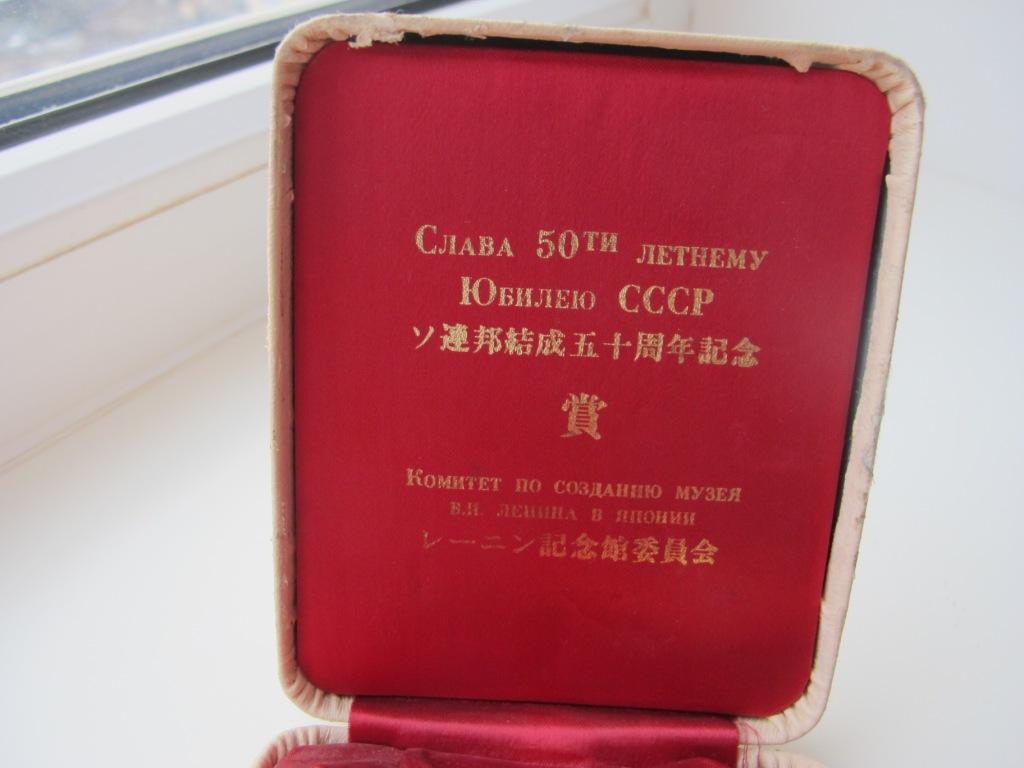 Слава 50ти летнему
Юбилею СССР
ソ連邦結成五十周年記念
賞
Комитет по созданию музея
В.И. Ленина в Японии
レーニン記念館委員会